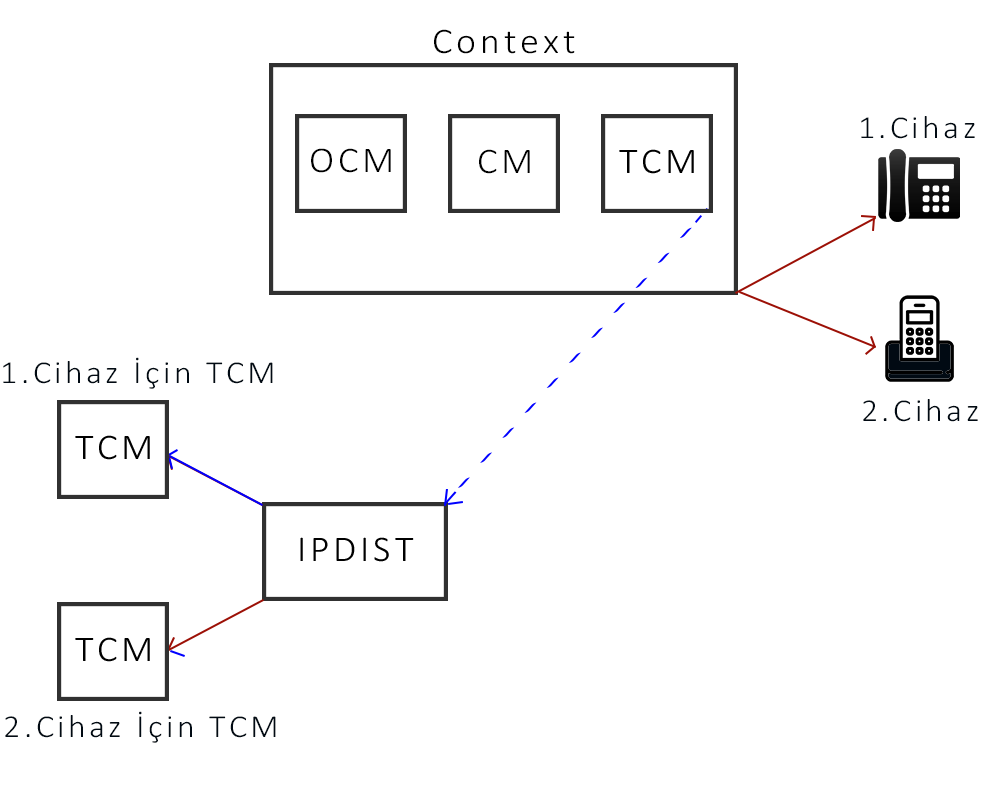 Context
OCM
CM
TCM
1.Cihaz
2.Cihaz
1.Cihaz İçin TCM
TCM
IPDIST
TCM
2.Cihaz İçin TCM